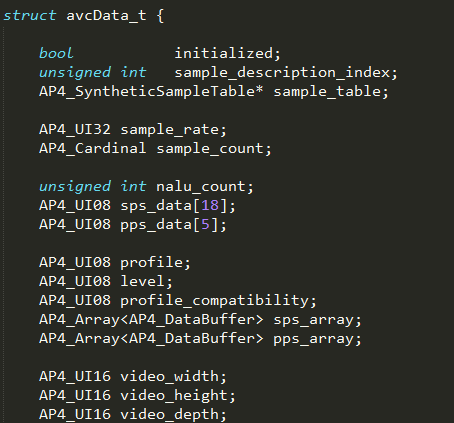 struct avcData_t {
bool initialized;
unsigned int sample_description_index;
AP4_SyntheticSampleTable* sample_table;
AP4_UI32 sample_rate;
AP4_Cardinal sample_count;
unsigned int nalu_count;
AP4_UI08 sps_data[18];
AP4_UI08 pps_data[5];
AP4_UI08 profile;
AP4_UI08 level;
AP4_UI08 profile_compatibility;
AP4_Array<AP4_DataBuffer> sps_array;
AP4_Array<AP4_DataBuffer> pps_array;
AP4_UI16 video_width;
AP4_UI16 video_height;
AP4_UI16 video_depth;